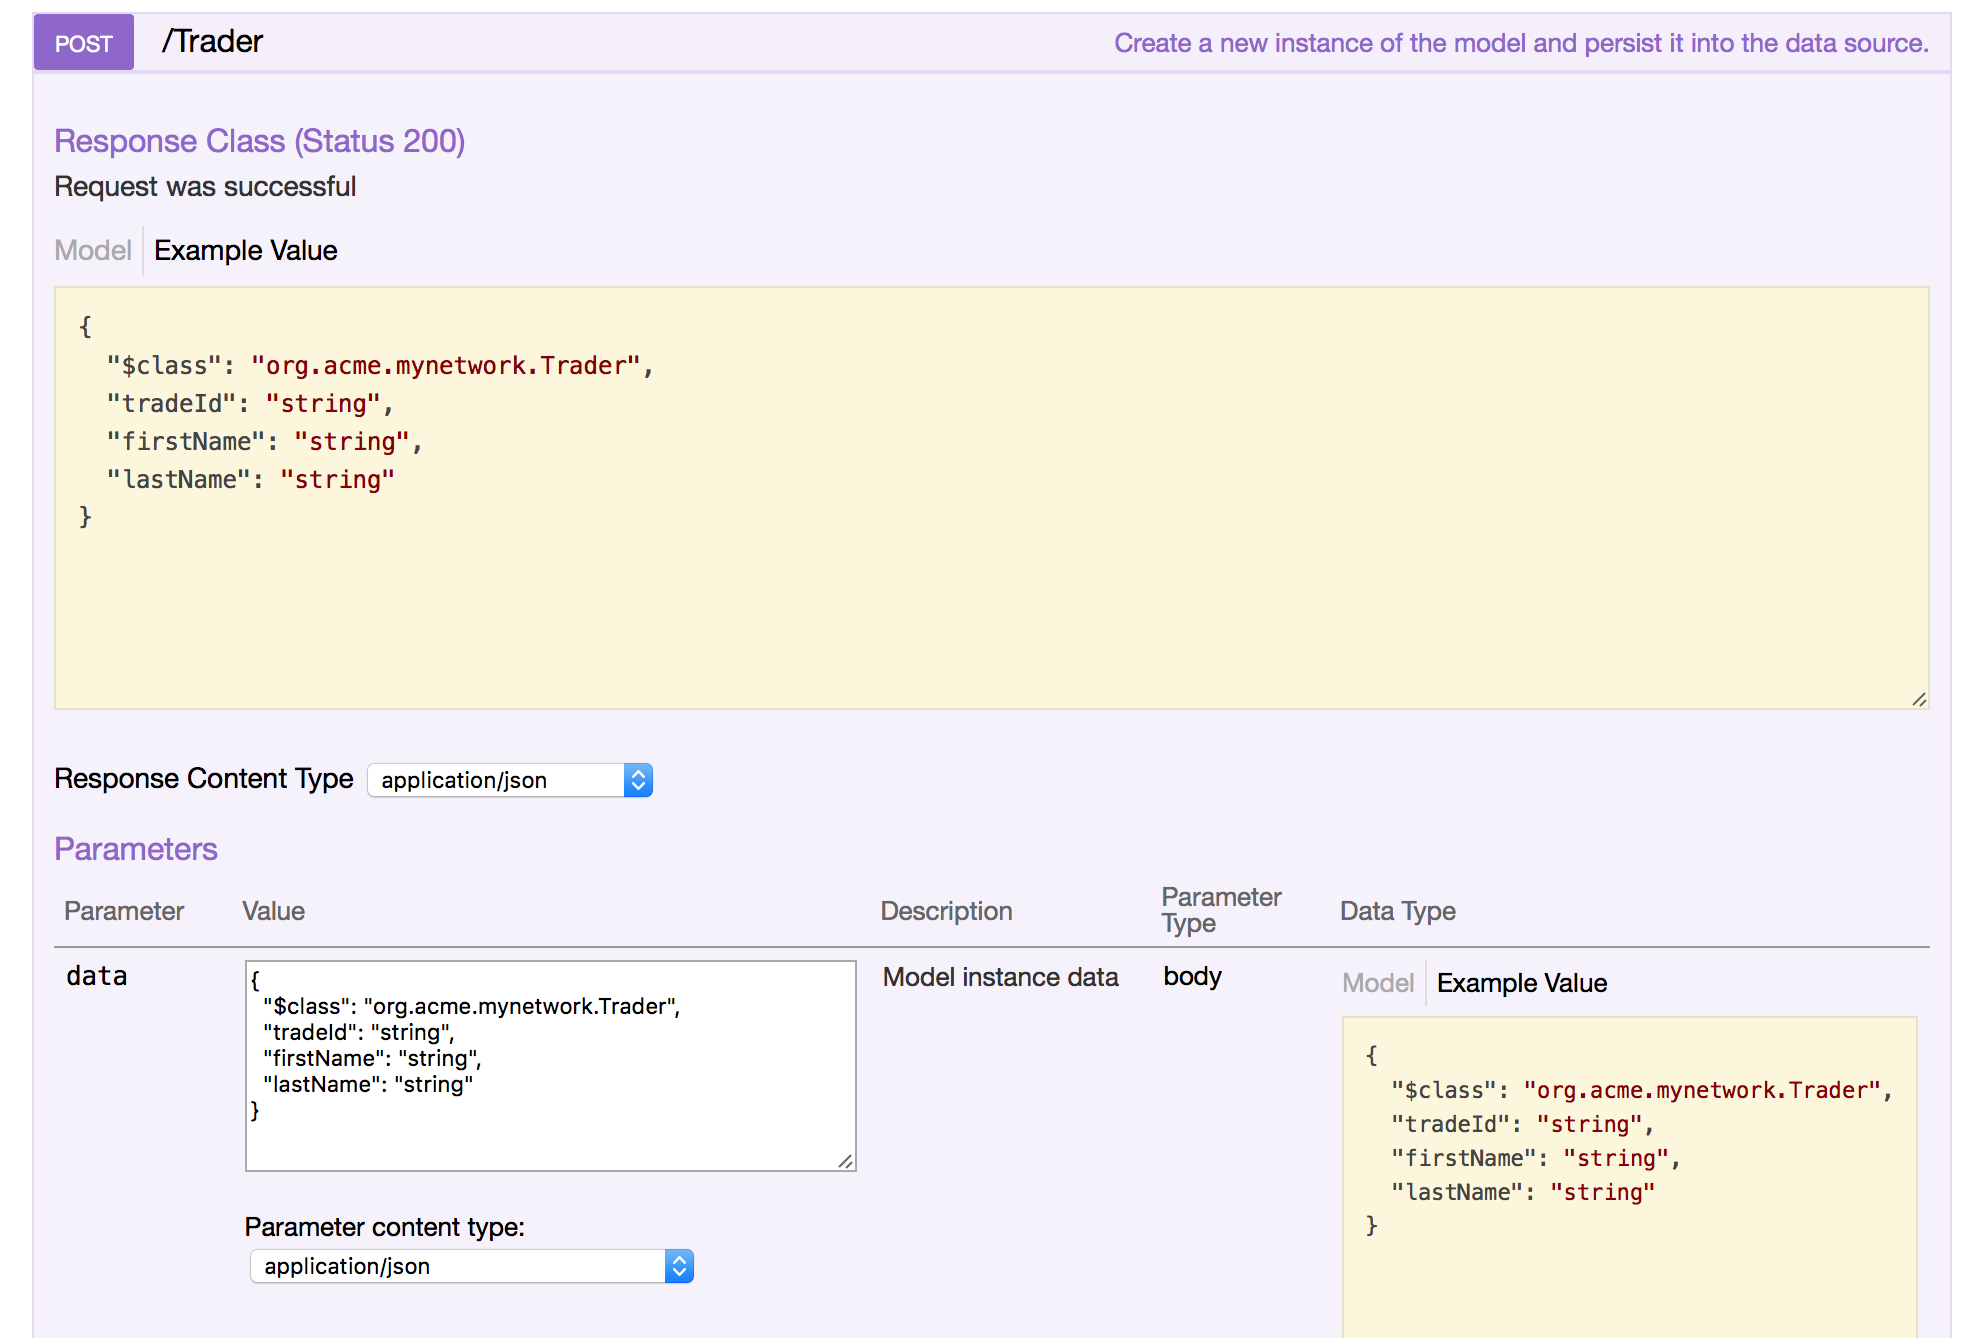 POST /Trader Create a new instance of the model and persist it into the data source.
Response Class (Status 200)
Request was successful
Model Example Value
{
"$class": "org.acme.mynetwork.Trader",
"tradeId": "string",
"firstName": "string",
"lastName": "string"
}
Response Content Type application/json
Parameters
Parameter Value Description Parameter Type Data Type
data
{
"$class": "org.acme.mynetwork.Trader",
"tradeId": "string",
"firstName": "string",
"lastName": "string"
}
Parameter content type:
application/json
Model instance data
body
Model Example Value
{
"$class": "org.acme.mynetwork.Trader",
"tradeId": "string",
"firstName": "string",
"lastName": "string"
}